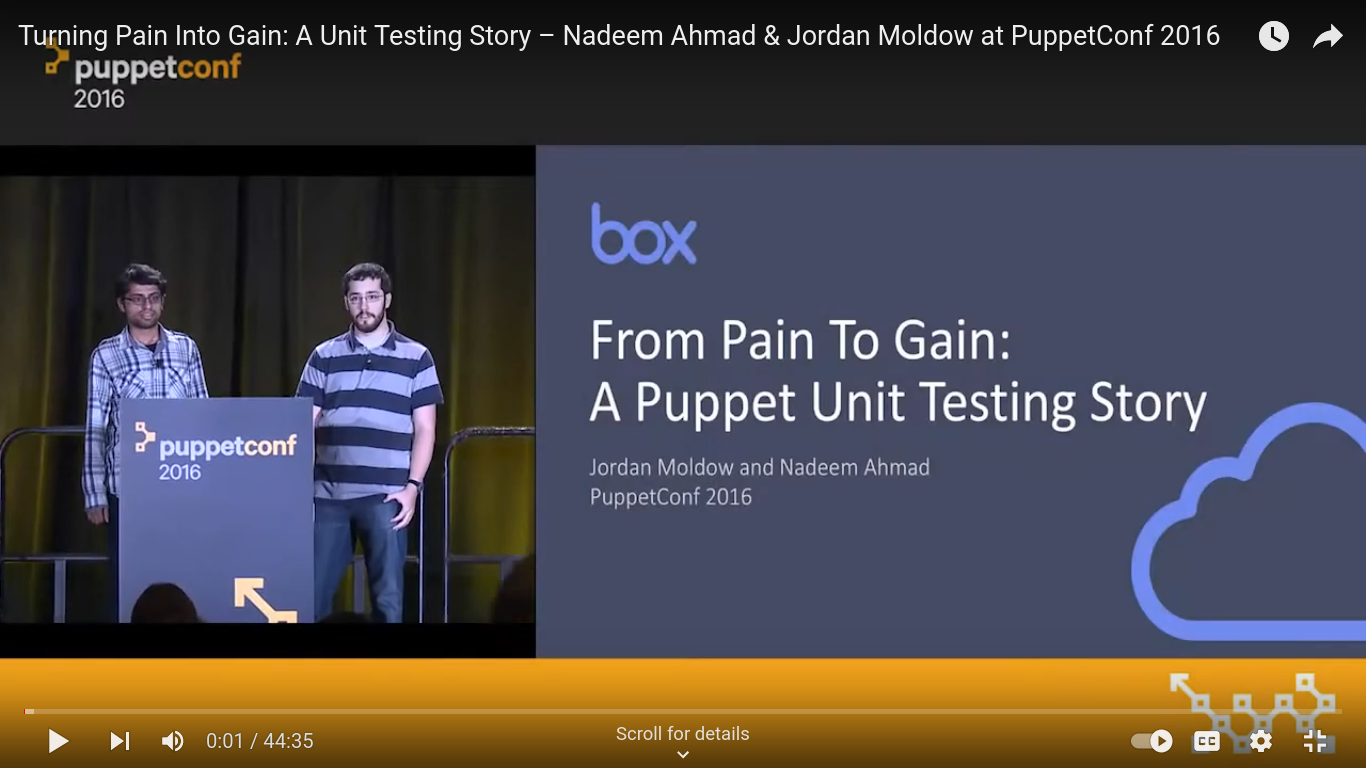 Turning Pain Into Gain: A Unit Testing Story – Nadeem Ahmad & Jordan Moldow at PuppetConf 2016
puppetconf
2016
box
From Pain To Gain:
A Puppet Unit Testing Story
Jordan Moldow and Nadeem Ahmad
PuppetConf 2016
puppetconf
2016
0:01 / 44:35
Scroll for details
CC